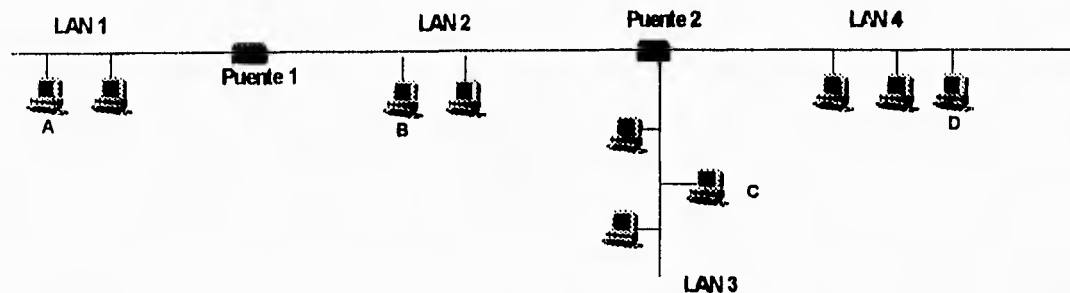 LAN 1
LAN 2
Puente 2
LAN 4
Puente 1
A
B
D
C
LAN 3